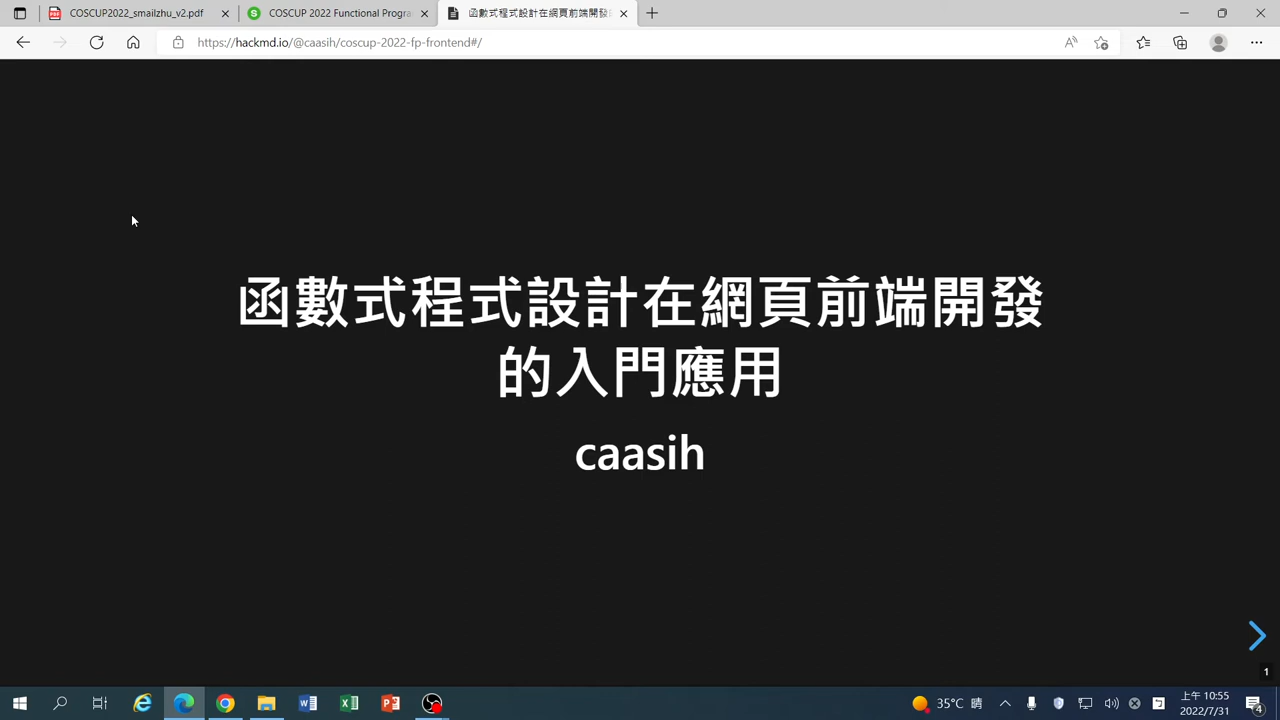 COSCUP2022_smailzhu_v2.pdf
COSCUP 2022 Functional Progra
函數式程式設計在網頁前端開發
https://hackmd.io/@caasih/coscup-2022-fp-frontend#/
函數式程式設計在網頁前端開發
的入門應用
caasih
1
35°C 晴
上午 10:55
2022/7/31
4